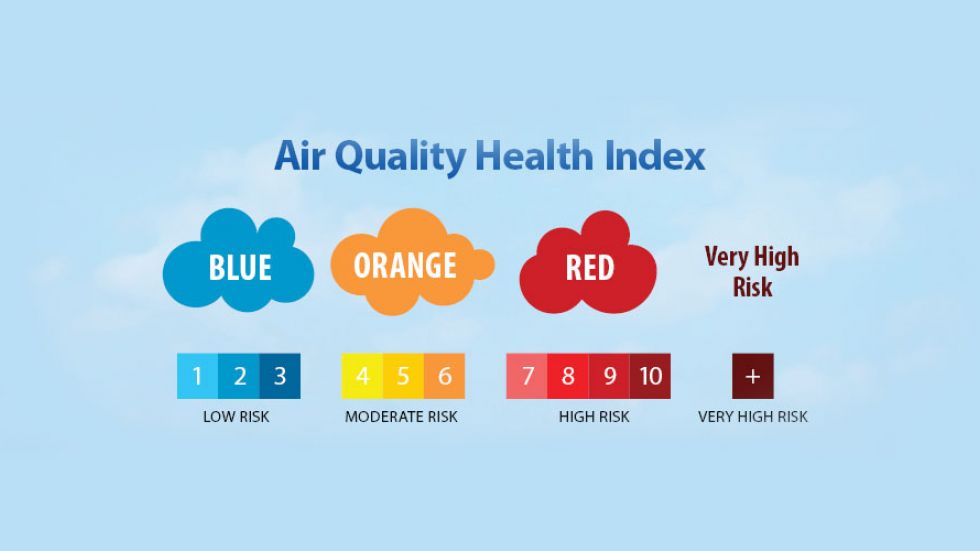 Air Quality Health Index
BLUE
ORANGE
RED
Very High
Risk
1 2 3
4 5 6
7 8 9 10
+
LOW RISK
MODERATE RISK
HIGH RISK
VERY HIGH RISK